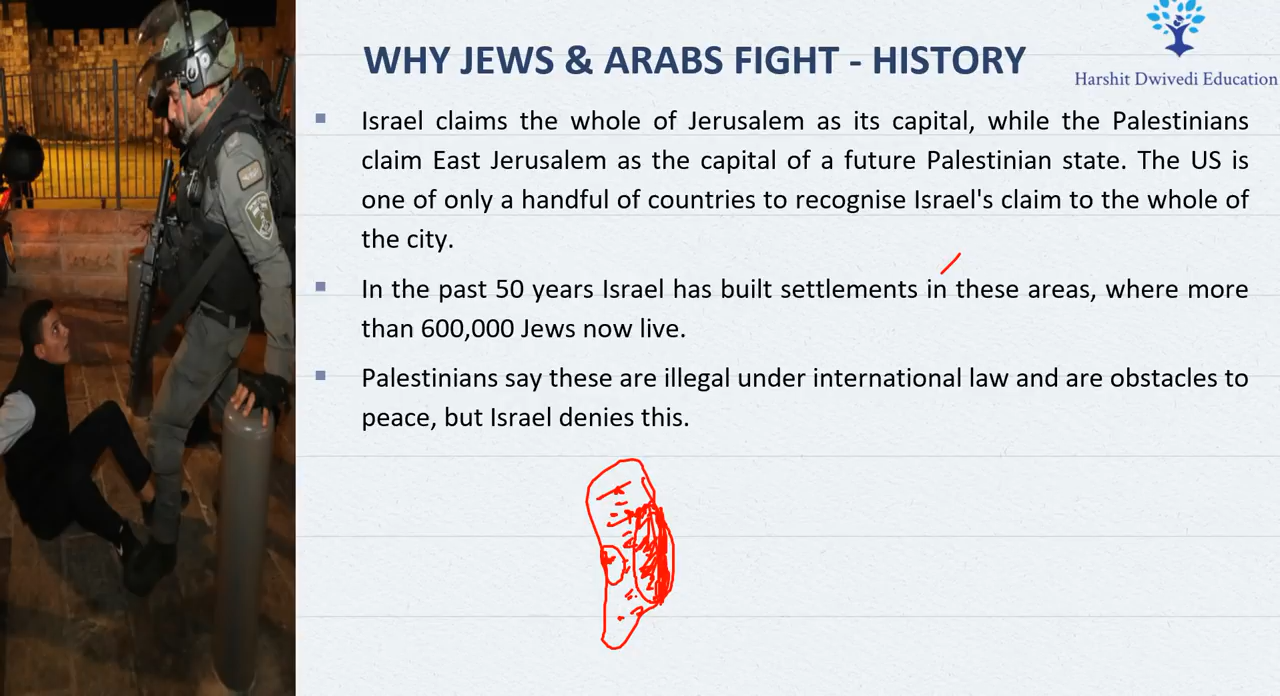 WHY JEWS & ARABS FIGHT - HISTORY
Harshit Dwivedi Education
Israel claims the whole of Jerusalem as its capital, while the Palestinians
claim East Jerusalem as the capital of a future Palestinian state. The US is
one of only a handful of countries to recognise Israel's claim to the whole of
the city.
In the past 50 years Israel has built settlements in these areas, where more
than 600,000 Jews now live.
Palestinians say these are illegal under international law and are obstacles to
peace, but Israel denies this.